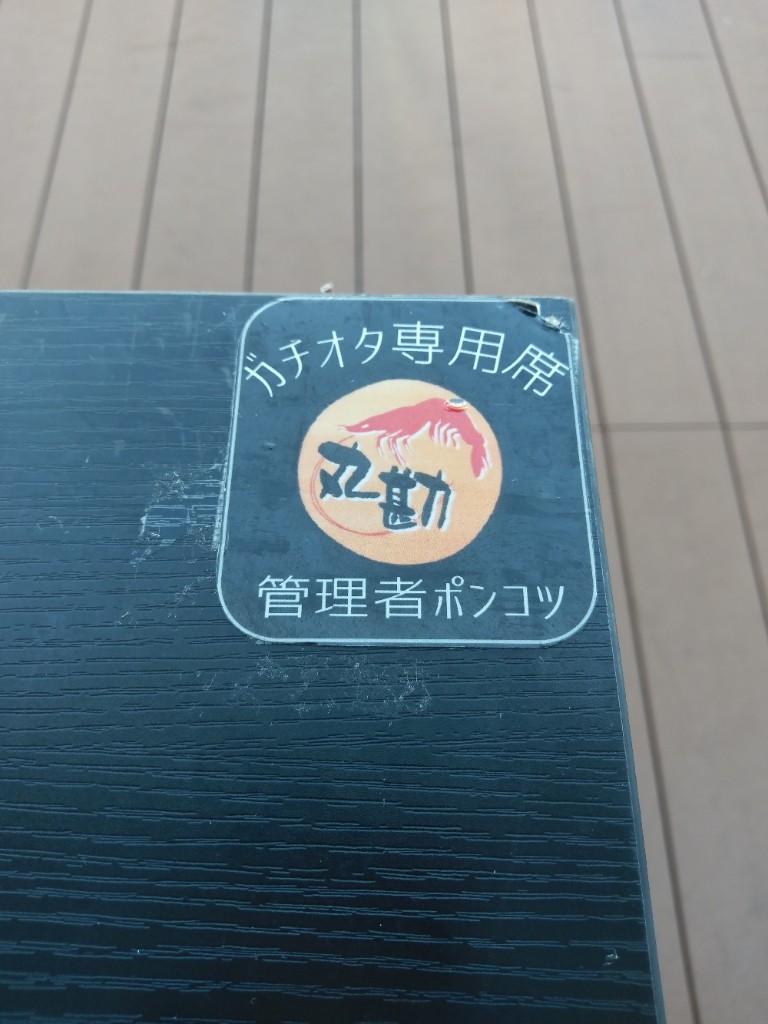 ガチオタ専用席
丸勘
管理者ポンコツ